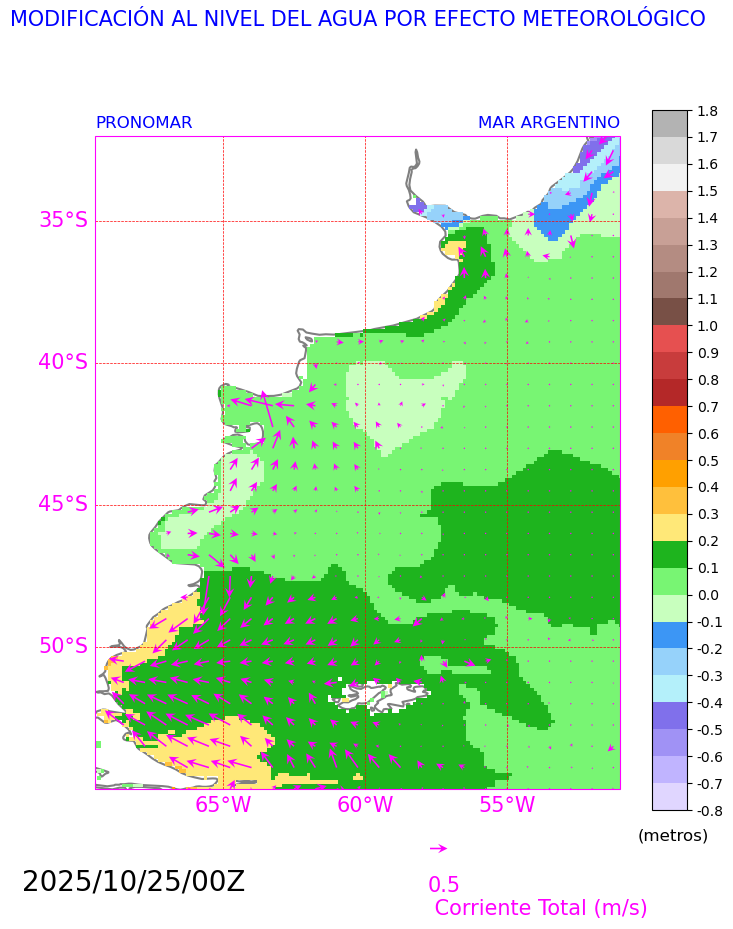 MODIFICACIÓN AL NIVEL DEL AGUA POR EFECTO METEOROLÓGICO
PRONOMAR MAR ARGENTINO
35°S
40°S
45°S
50°S
65°W 60°W 55°W
1.8
1.7
1.6
1.5
1.4
1.3
1.2
1.1
1.0
0.9
0.8
0.7
0.6
0.5
0.4
0.3
0.2
0.1
0.0
-0.1
-0.2
-0.3
-0.4
-0.5
-0.6
-0.7
-0.8
(metros)
2025/10/25/00Z
0.5
Corriente Total (m/s)